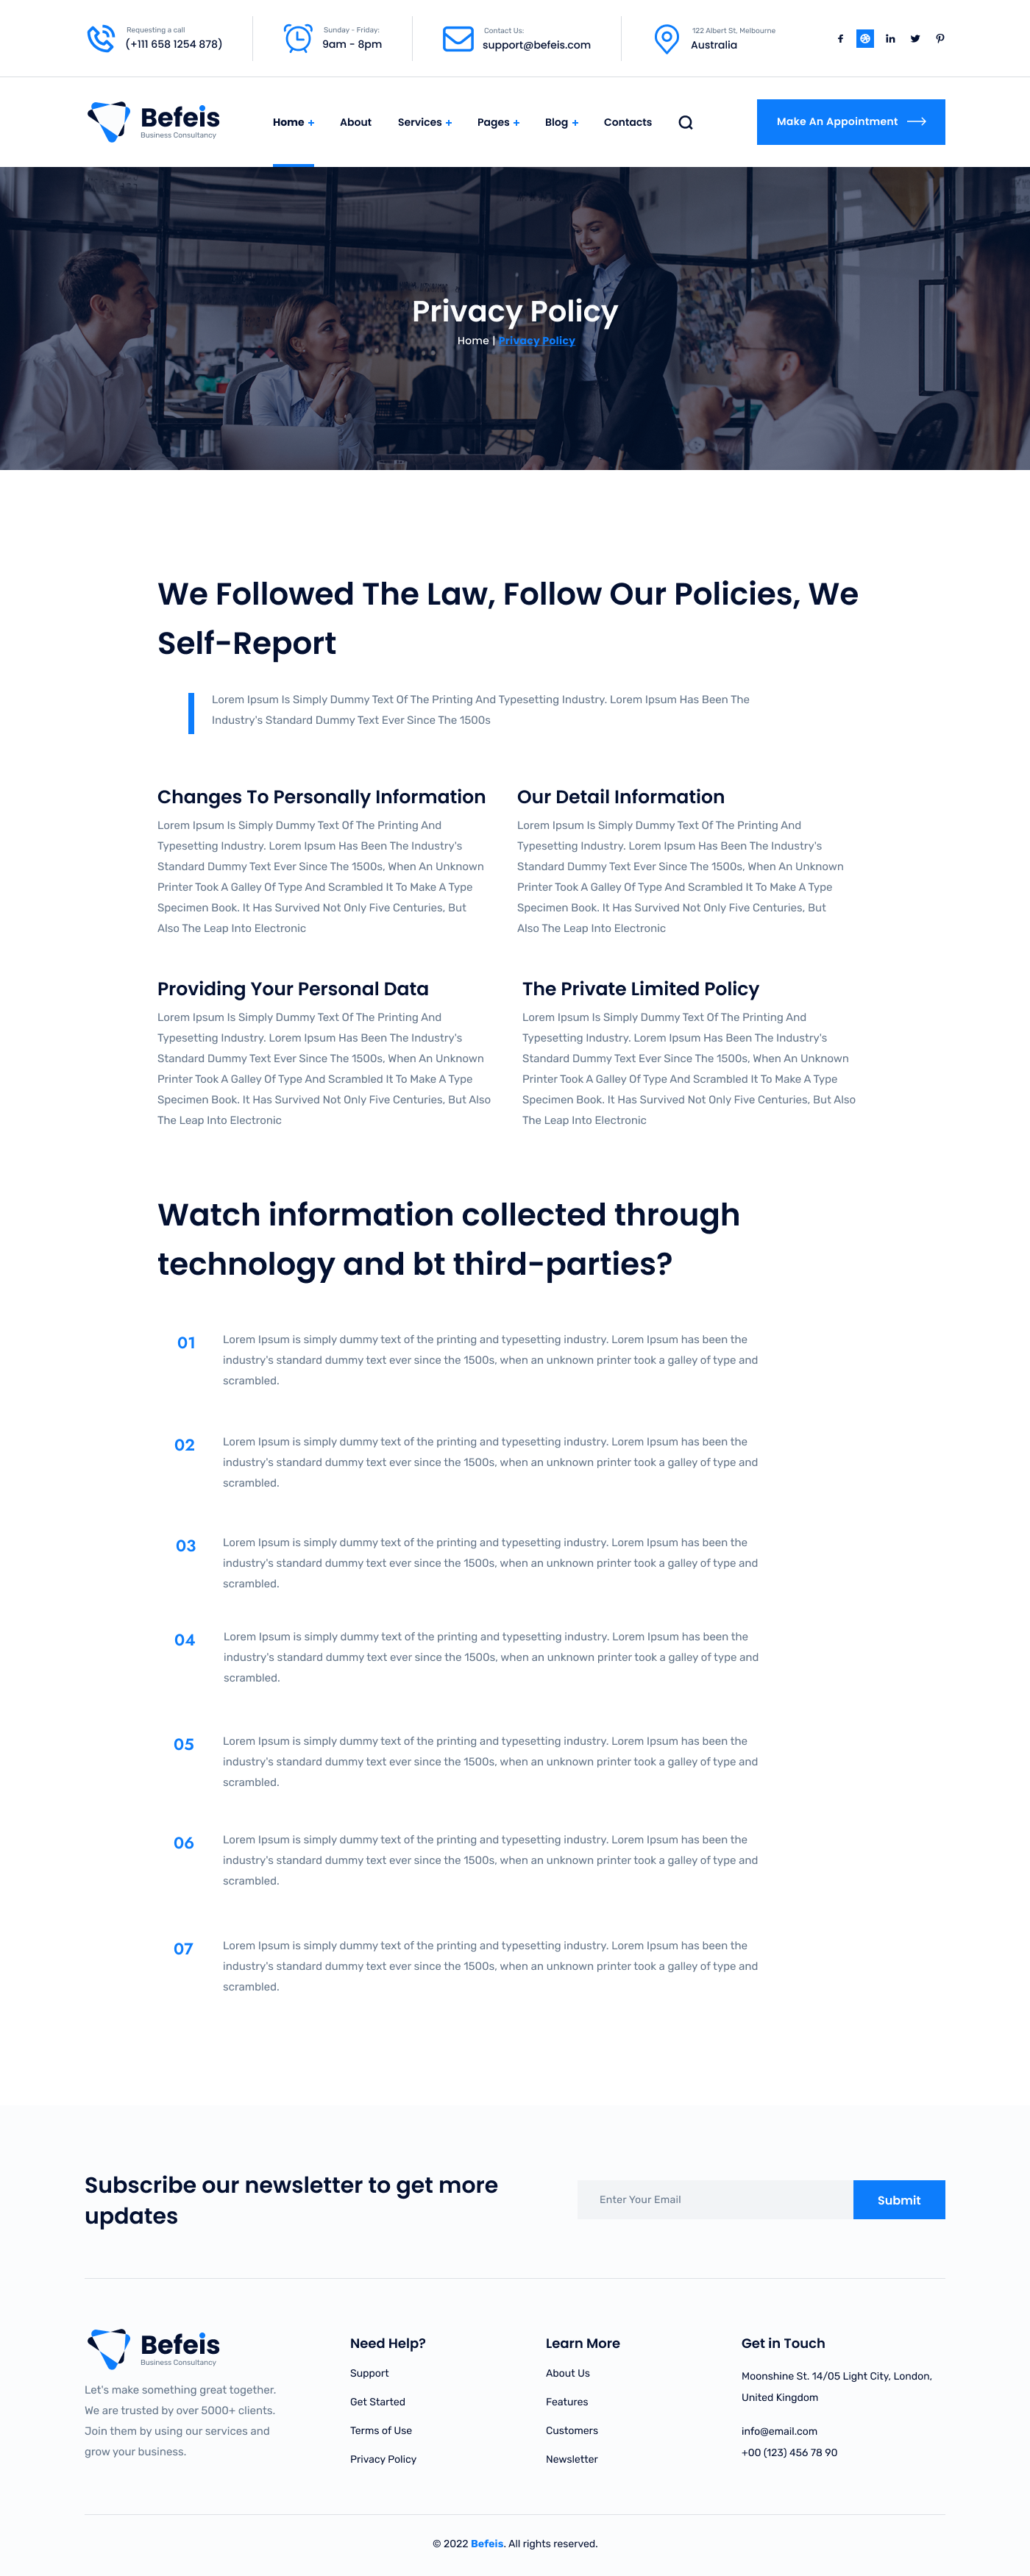 Requesting a call
(+111 658 1254 878)
Sunday - Friday:
9am - 8pm
Contact Us:
support@befeis.com
122 Albert St, Melbourne
Australia
Befeis
Business Consultancy
Home +
About
Services +
Pages +
Blog +
Contacts
Make An Appointment
Privacy Policy
Home | Privacy Policy
We Followed The Law, Follow Our Policies, We
Self-Report
Lorem Ipsum Is Simply Dummy Text Of The Printing And Typesetting Industry. Lorem Ipsum Has Been The
Industry's Standard Dummy Text Ever Since The 1500s
Changes To Personally Information
Lorem Ipsum Is Simply Dummy Text Of The Printing And
Typesetting Industry. Lorem Ipsum Has Been The Industry's
Standard Dummy Text Ever Since The 1500s, When An Unknown
Printer Took A Galley Of Type And Scrambled It To Make A Type
Specimen Book. It Has Survived Not Only Five Centuries, But
Also The Leap Into Electronic
Our Detail Information
Lorem Ipsum Is Simply Dummy Text Of The Printing And
Typesetting Industry. Lorem Ipsum Has Been The Industry's
Standard Dummy Text Ever Since The 1500s, When An Unknown
Printer Took A Galley Of Type And Scrambled It To Make A Type
Specimen Book. It Has Survived Not Only Five Centuries, But
Also The Leap Into Electronic
Providing Your Personal Data
Lorem Ipsum Is Simply Dummy Text Of The Printing And
Typesetting Industry. Lorem Ipsum Has Been The Industry's
Standard Dummy Text Ever Since The 1500s, When An Unknown
Printer Took A Galley Of Type And Scrambled It To Make A Type
Specimen Book. It Has Survived Not Only Five Centuries, But Also
The Leap Into Electronic
The Private Limited Policy
Lorem Ipsum Is Simply Dummy Text Of The Printing And
Typesetting Industry. Lorem Ipsum Has Been The Industry's
Standard Dummy Text Ever Since The 1500s, When An Unknown
Printer Took A Galley Of Type And Scrambled It To Make A Type
Specimen Book. It Has Survived Not Only Five Centuries, But Also
The Leap Into Electronic
Watch information collected through
technology and bt third-parties?
01
Lorem Ipsum is simply dummy text of the printing and typesetting industry. Lorem Ipsum has been the
industry's standard dummy text ever since the 1500s, when an unknown printer took a galley of type and
scrambled.
02
Lorem Ipsum is simply dummy text of the printing and typesetting industry. Lorem Ipsum has been the
industry's standard dummy text ever since the 1500s, when an unknown printer took a galley of type and
scrambled.
03
Lorem Ipsum is simply dummy text of the printing and typesetting industry. Lorem Ipsum has been the
industry's standard dummy text ever since the 1500s, when an unknown printer took a galley of type and
scrambled.
04
Lorem Ipsum is simply dummy text of the printing and typesetting industry. Lorem Ipsum has been the
industry's standard dummy text ever since the 1500s, when an unknown printer took a galley of type and
scrambled.
05
Lorem Ipsum is simply dummy text of the printing and typesetting industry. Lorem Ipsum has been the
industry's standard dummy text ever since the 1500s, when an unknown printer took a galley of type and
scrambled.
06
Lorem Ipsum is simply dummy text of the printing and typesetting industry. Lorem Ipsum has been the
industry's standard dummy text ever since the 1500s, when an unknown printer took a galley of type and
scrambled.
07
Lorem Ipsum is simply dummy text of the printing and typesetting industry. Lorem Ipsum has been the
industry's standard dummy text ever since the 1500s, when an unknown printer took a galley of type and
scrambled.
Subscribe our newsletter to get more
updates
Enter Your Email
Submit
Befeis
Business Consultancy
Let's make something great together.
We are trusted by over 5000+ clients.
Join them by using our services and
grow your business.
Need Help?
Support
Get Started
Terms of Use
Privacy Policy
Learn More
About Us
Features
Customers
Newsletter
Get in Touch
Moonshine St. 14/05 Light City, London,
United Kingdom
info@email.com
+00 (123) 456 78 90
© 2022 Befeis. All rights reserved.